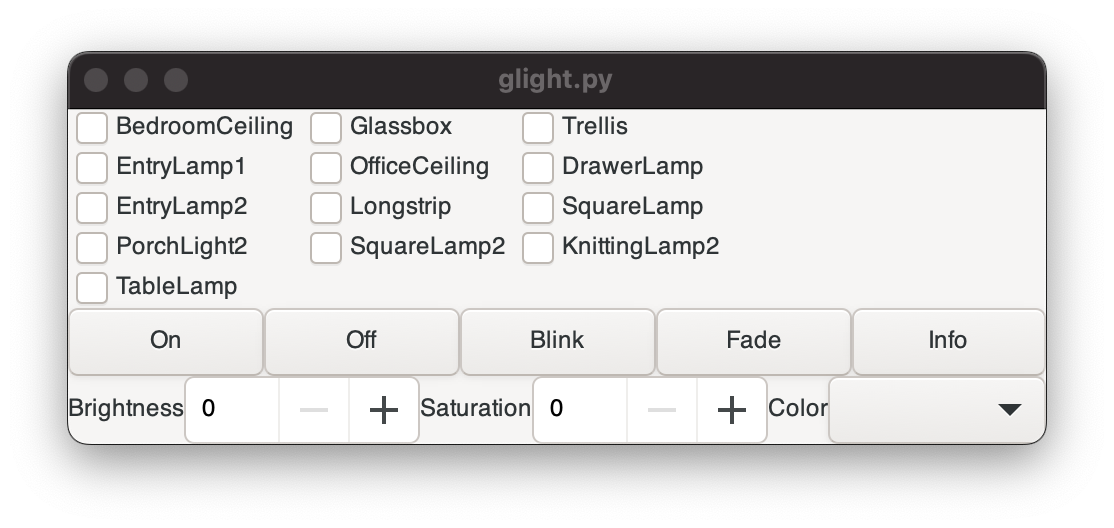 glight.py
BedroomCeiling Glassbox Trellis
EntryLamp1 OfficeCeiling DrawerLamp
EntryLamp2 Longstrip SquareLamp
PorchLight2 SquareLamp2 KnittingLamp2
TableLamp
On Off Blink Fade Info
Brightness 0 Saturation 0 Color